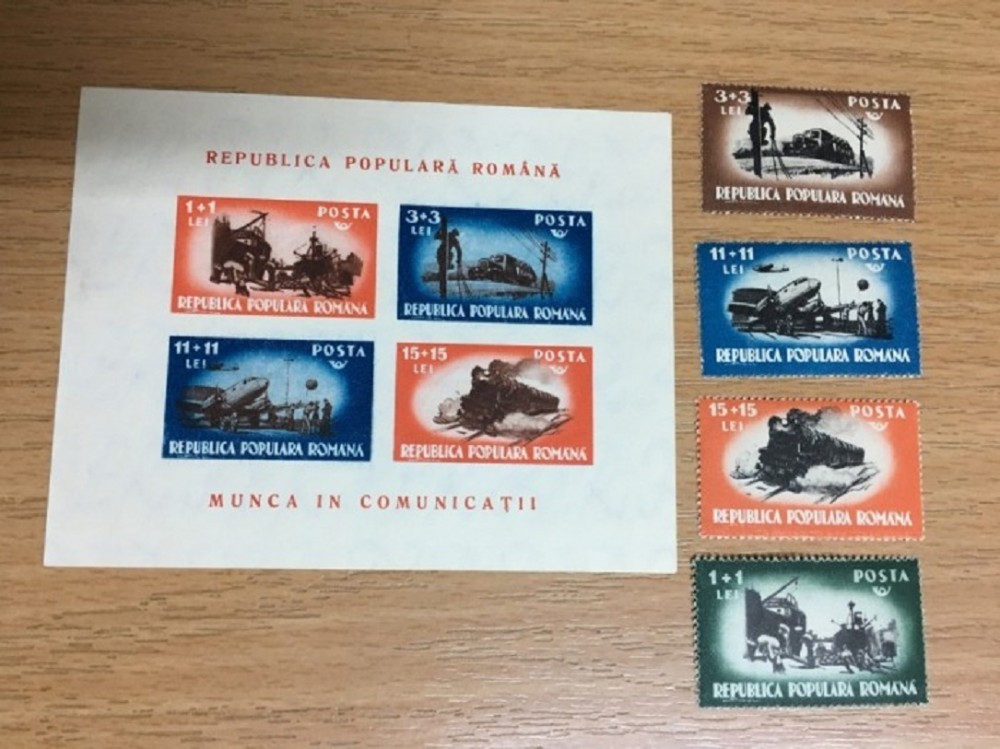 REPUBLICA POPULARĂ ROMÂNĂ
1+1 POSTA
LEI
REPUBLICA POPULARA ROMANA
3+3 POSTA
LEI
REPUBLICA POPULARA ROMANA
11+11 POSTA
LEI
REPUBLICA POPULARA ROMANA
15+15 POSTA
LEI
REPUBLICA POPULARA ROMANA
MUNCA IN COMUNICAȚII
3+3 POSTA
LEI
REPUBLICA POPULARA ROMANA
11+11 POSTA
LEI
REPUBLICA POPULARA ROMANA
15+15 POSTA
LEI
REPUBLICA POPULARA ROMANA
1+1 POSTA
LEI
REPUBLICA POPULARA ROMANA